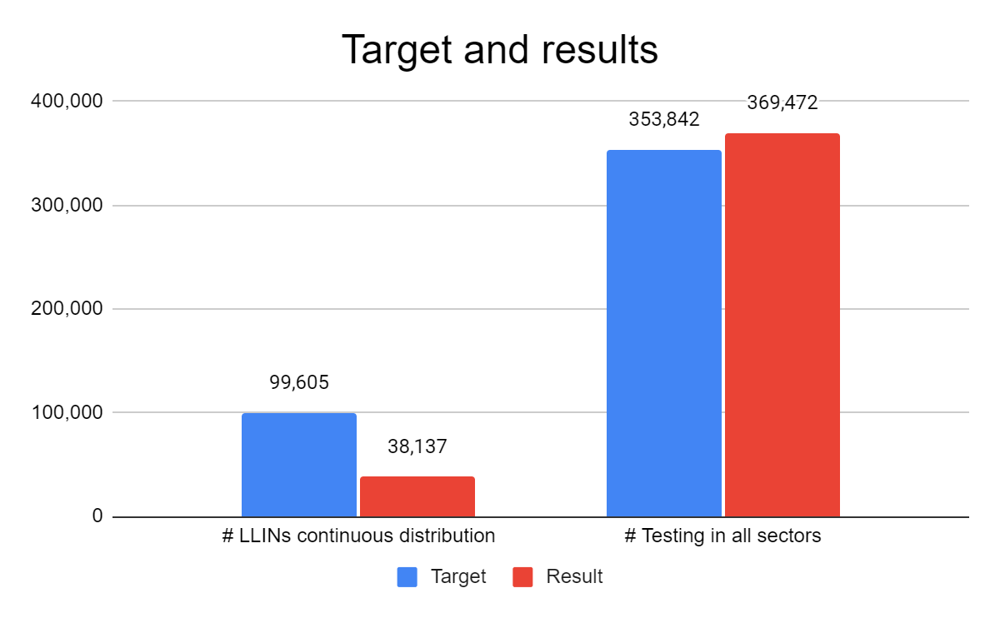 Target and results
400,000
300,000
200,000
100,000
0
99,605
38,137
353,842
369,472
# LLINs continuous distribution
# Testing in all sectors
Target
Result